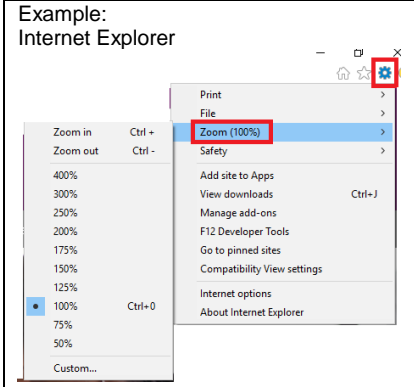 Example:
Internet Explorer
Print
File
Zoom (100%)
Safety
Add site to Apps
View downloads Ctrl+J
Manage add-ons
F12 Developer Tools
Go to pinned sites
Compatibility View settings
Internet options
About Internet Explorer
Zoom in Ctrl +
Zoom out Ctrl -
400%
300%
250%
200%
175%
150%
125%
100% Ctrl+0
75%
50%
Custom...